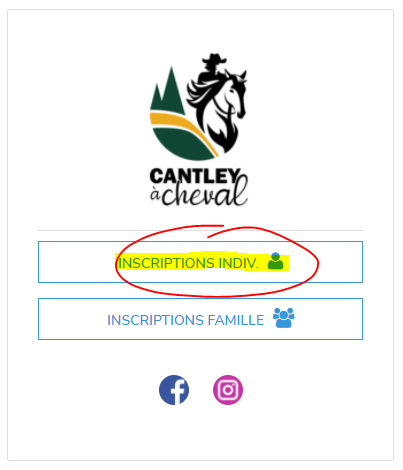 CANTLEY
à cheval
INSCRIPTIONS INDIV.
INSCRIPTIONS FAMILLE